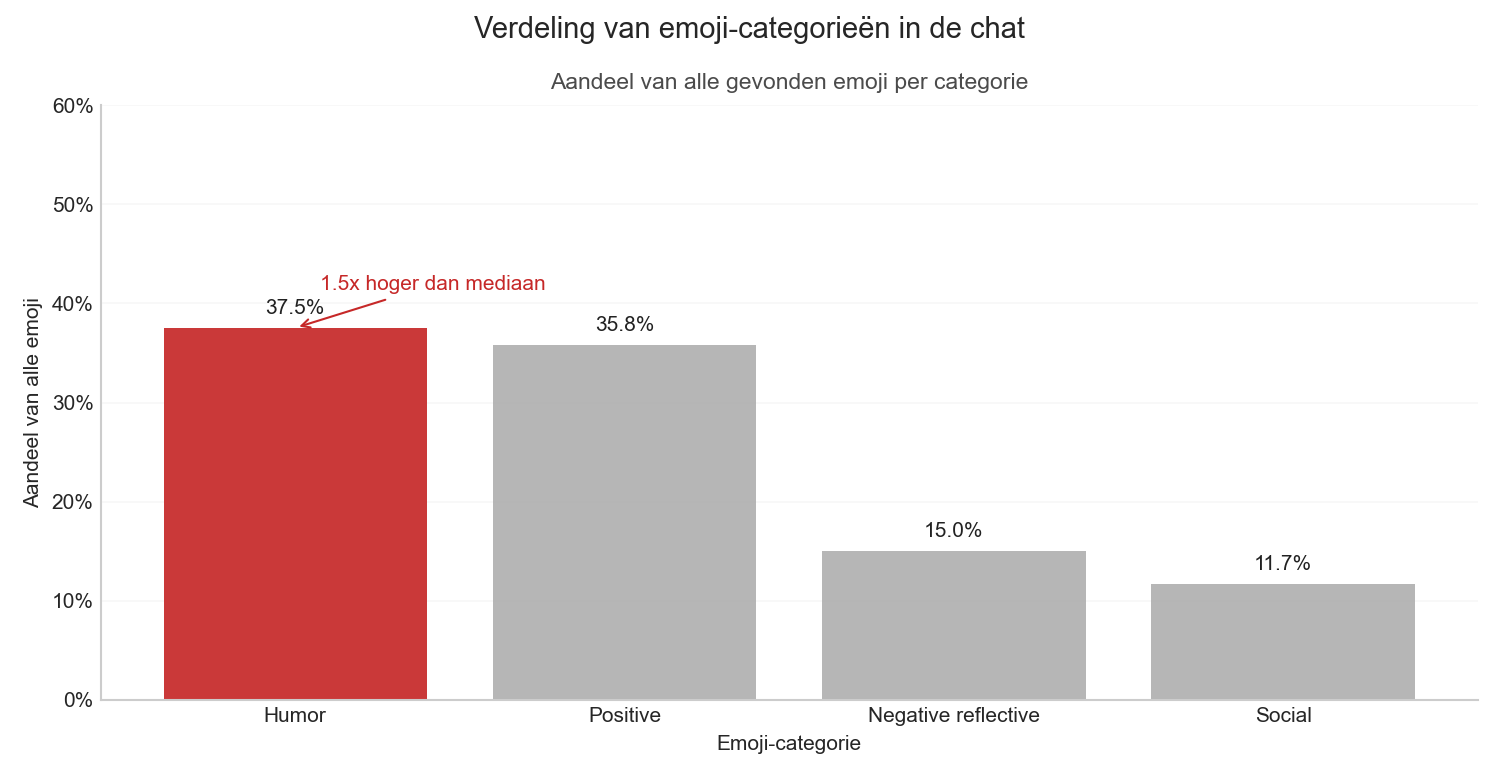 Verdeling van emoji-categorieën in de chat
Aandeel van alle gevonden emoji per categorie
Aandeel van alle emoji
60%
50%
40%
30%
20%
10%
0%
1.5x hoger dan mediaan
37.5%
35.8%
15.0%
11.7%
Humor
Positive
Negative reflective
Social
Emoji-categorie